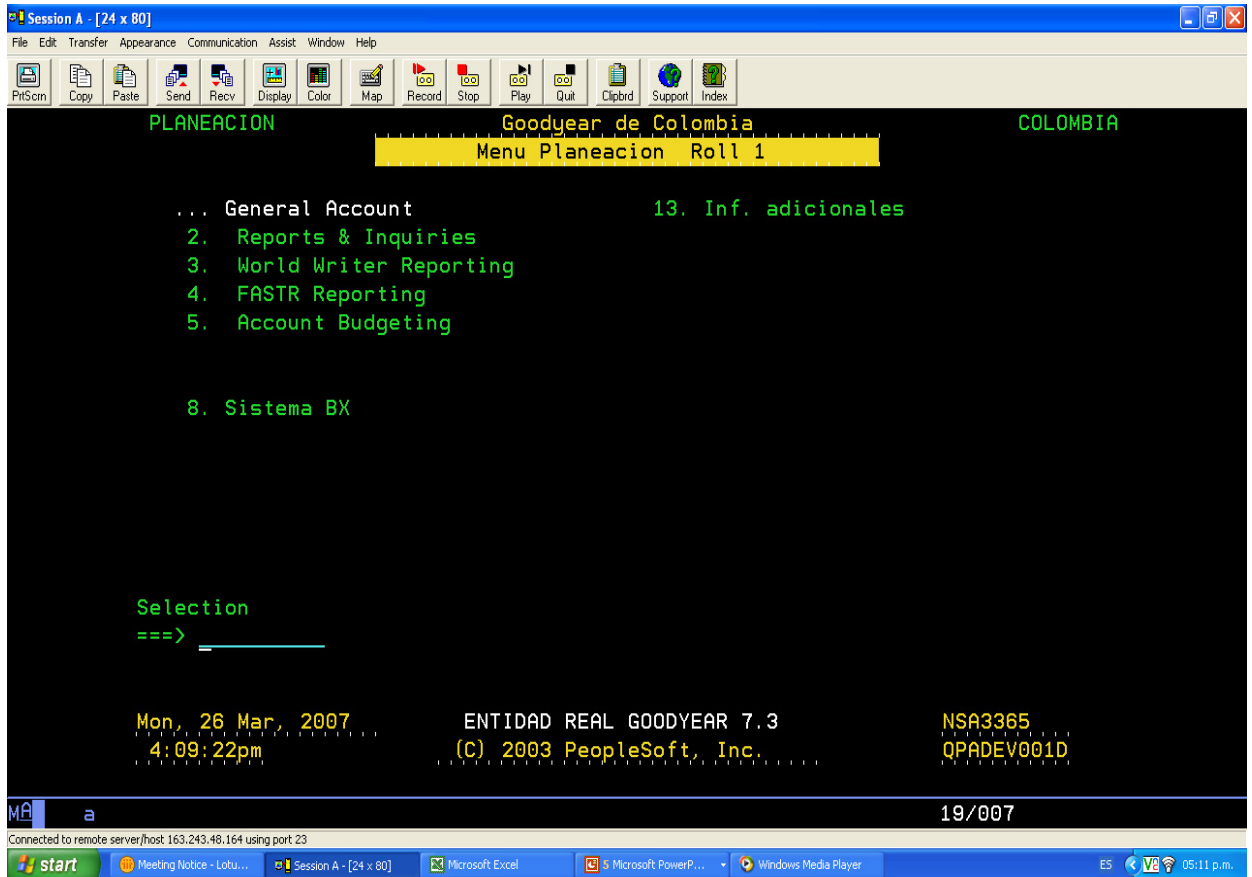 Session A - [24 x 80]
File Edit Transfer Appearance Communication Assist Window Help
PrtScrn Copy Paste Send Recv Display Color Map Record Stop Play Quit Clipbrd Support Index
PLANEACION Goodyear de Colombia COLOMBIA
Menu Planeacion Roll 1
... General Account 13. Inf. adicionales
2. Reports & Inquiries
3. World Writer Reporting
4. FASTR Reporting
5. Account Budgeting
8. Sistema BX
Selection
===>
Mon, 26 Mar, 2007 ENTIDAD REAL GOODYEAR 7.3 NSA3365
4:09:22pm (C) 2003 PeopleSoft, Inc. QPADEV001D
MA a 19/007
Connected to remote server/host 163.243.48.164 using port 23
start Meeting Notice - Lotu... Session A - [24 x 80] Microsoft Excel 5 Microsoft PowerP... Windows Media Player ES 05:11 p.m.